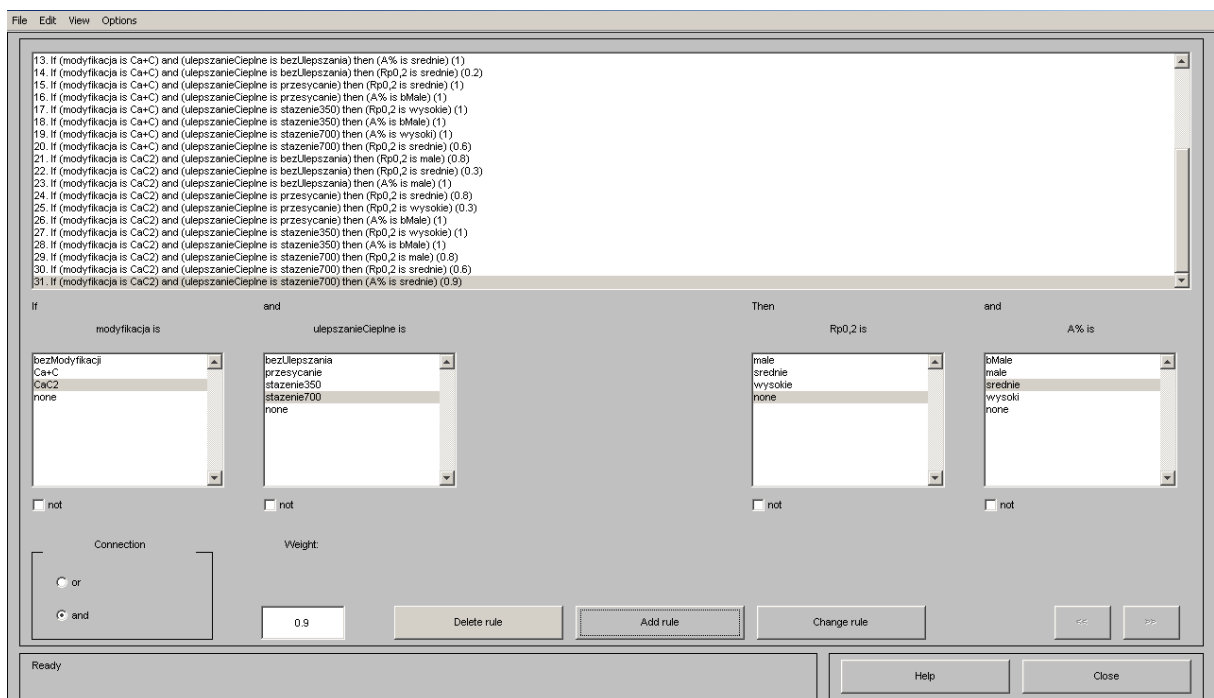 File Edit View Options
13. If (modyfikacja is Ca+C) and (ulepszanieCieplne is bezUlepszania) then (A% is srednie) (1)
14. If (modyfikacja is Ca+C) and (ulepszanieCieplne is bezUlepszania) then (Rp0,2 is srednie) (0.2)
15. If (modyfikacja is Ca+C) and (ulepszanieCieplne is przesycanie) then (Rp0,2 is srednie) (1)
16. If (modyfikacja is Ca+C) and (ulepszanieCieplne is przesycanie) then (A% is bMale) (1)
17. If (modyfikacja is Ca+C) and (ulepszanieCieplne is stazenie350) then (Rp0,2 is wysokie) (1)
18. If (modyfikacja is Ca+C) and (ulepszanieCieplne is stazenie350) then (A% is bMale) (1)
19. If (modyfikacja is Ca+C) and (ulepszanieCieplne is stazenie700) then (A% is wysoki) (1)
20. If (modyfikacja is Ca+C) and (ulepszanieCieplne is stazenie700) then (Rp0,2 is srednie) (0.6)
21. If (modyfikacja is CaC2) and (ulepszanieCieplne is bezUlepszania) then (Rp0,2 is male) (0.8)
22. If (modyfikacja is CaC2) and (ulepszanieCieplne is bezUlepszania) then (Rp0,2 is srednie) (0.3)
23. If (modyfikacja is CaC2) and (ulepszanieCieplne is bezUlepszania) then (A% is male) (1)
24. If (modyfikacja is CaC2) and (ulepszanieCieplne is przesycanie) then (Rp0,2 is srednie) (0.8)
25. If (modyfikacja is CaC2) and (ulepszanieCieplne is przesycanie) then (Rp0,2 is wysokie) (0.3)
26. If (modyfikacja is CaC2) and (ulepszanieCieplne is przesycanie) then (A% is bMale) (1)
27. If (modyfikacja is CaC2) and (ulepszanieCieplne is stazenie350) then (Rp0,2 is wysokie) (1)
28. If (modyfikacja is CaC2) and (ulepszanieCieplne is stazenie350) then (A% is bMale) (1)
29. If (modyfikacja is CaC2) and (ulepszanieCieplne is stazenie700) then (Rp0,2 is male) (0.8)
30. If (modyfikacja is CaC2) and (ulepszanieCieplne is stazenie700) then (Rp0,2 is srednie) (0.6)
31. If (modyfikacja is CaC2) and (ulepszanieCieplne is stazenie700) then (A% is srednie) (0.9)
If and Then and
modyfikacja is ulepszanieCieplne is Rp0,2 is A% is
bezModyfikacji
Ca+C
CaC2
none
bezUlepszania
przesycanie
stazenie350
stazenie700
none
male
srednie
wysokie
none
bMale
male
srednie
wysoki
none
not not not not
Connection
or
and
Weight:
0.9
Delete rule Add rule Change rule << >>
Ready
Help Close